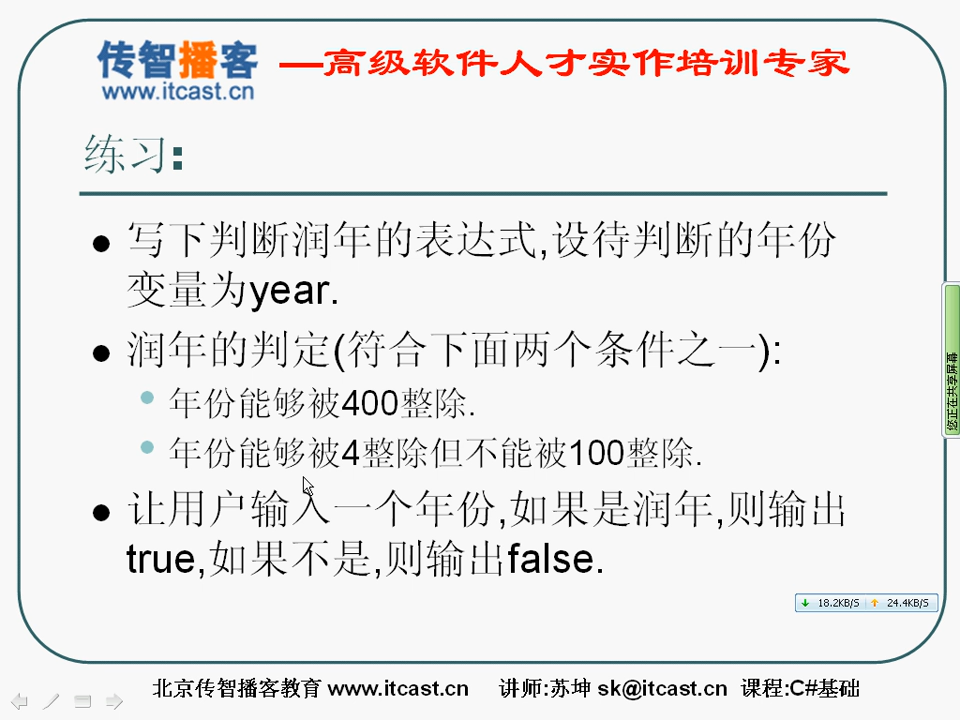 传智播客 —高级软件人才实作培训专家
www.itcast.cn
练习:
写下判断润年的表达式,设待判断的年份
变量为year.
润年的判定(符合下面两个条件之一):
年份能够被400整除.
年份能够被4整除但不能被100整除.
让用户输入一个年份,如果是润年,则输出
true,如果不是,则输出false.
您正在共享屏幕
18.2KB/S 24.4KB/S
北京传智播客教育 www.itcast.cn 讲师:苏坤 sk@itcast.cn 课程:C#基础